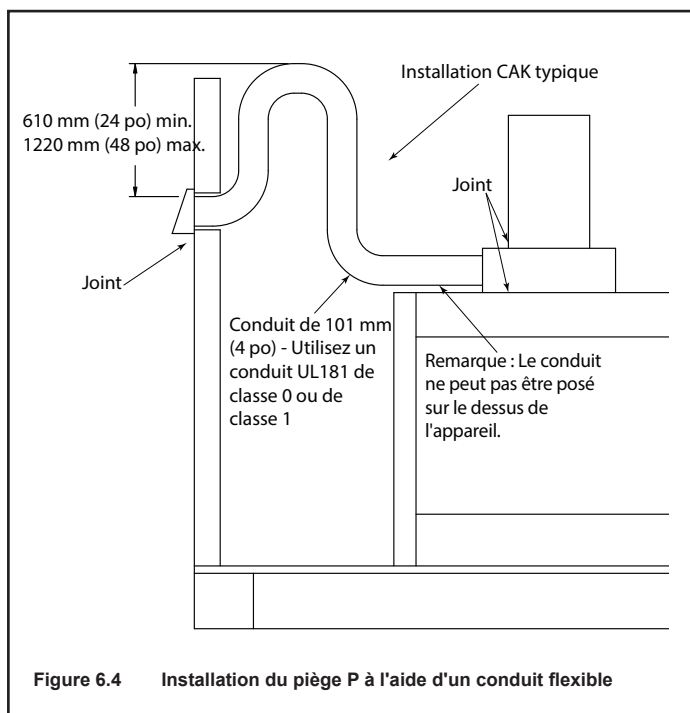 Installation CAK typique
610 mm (24 po) min.
1220 mm (48 po) max.
Joint
Joint
Conduit de 101 mm
(4 po) - Utilisez un
conduit UL181 de
classe 0 ou de
classe 1
Remarque : Le conduit
ne peut pas être posé
sur le dessus de
l'appareil.
Figure 6.4 Installation du piège P à l'aide d'un conduit flexible